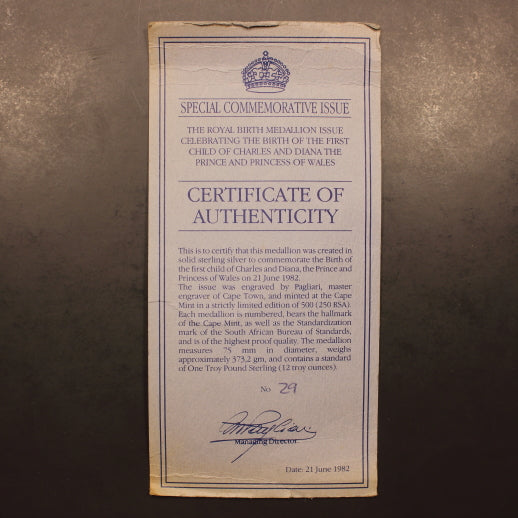 SPECIAL COMMEMORATIVE ISSUE
THE ROYAL BIRTH MEDALLION ISSUE
CELEBRATING THE BIRTH OF THE FIRST
CHILD OF CHARLES AND DIANA THE
PRINCE AND PRINCESS OF WALES
CERTIFICATE OF
AUTHENTICITY
This is to certify that this medallion was created in
solid sterling silver to commemorate the Birth of
the first child of Charles and Diana, the Prince and
Princess of Wales on 21 June 1982.
The issue was engraved by Pagliari, master
engraver of Cape Town, and minted at the Cape
Mint in a strictly limited edition of 500 (250 RSA).
Each medallion is numbered, bears the hallmark
of the Cape Mint, as well as the Standardization
mark of the South African Bureau of Standards,
and is of the highest proof quality. The medallion
measures 75 mm in diameter, weighs
approximately 373,2 gm, and contains a standard
of One Troy Pound Sterling (12 troy ounces).
No 29
Managing Director
Date: 21 June 1982